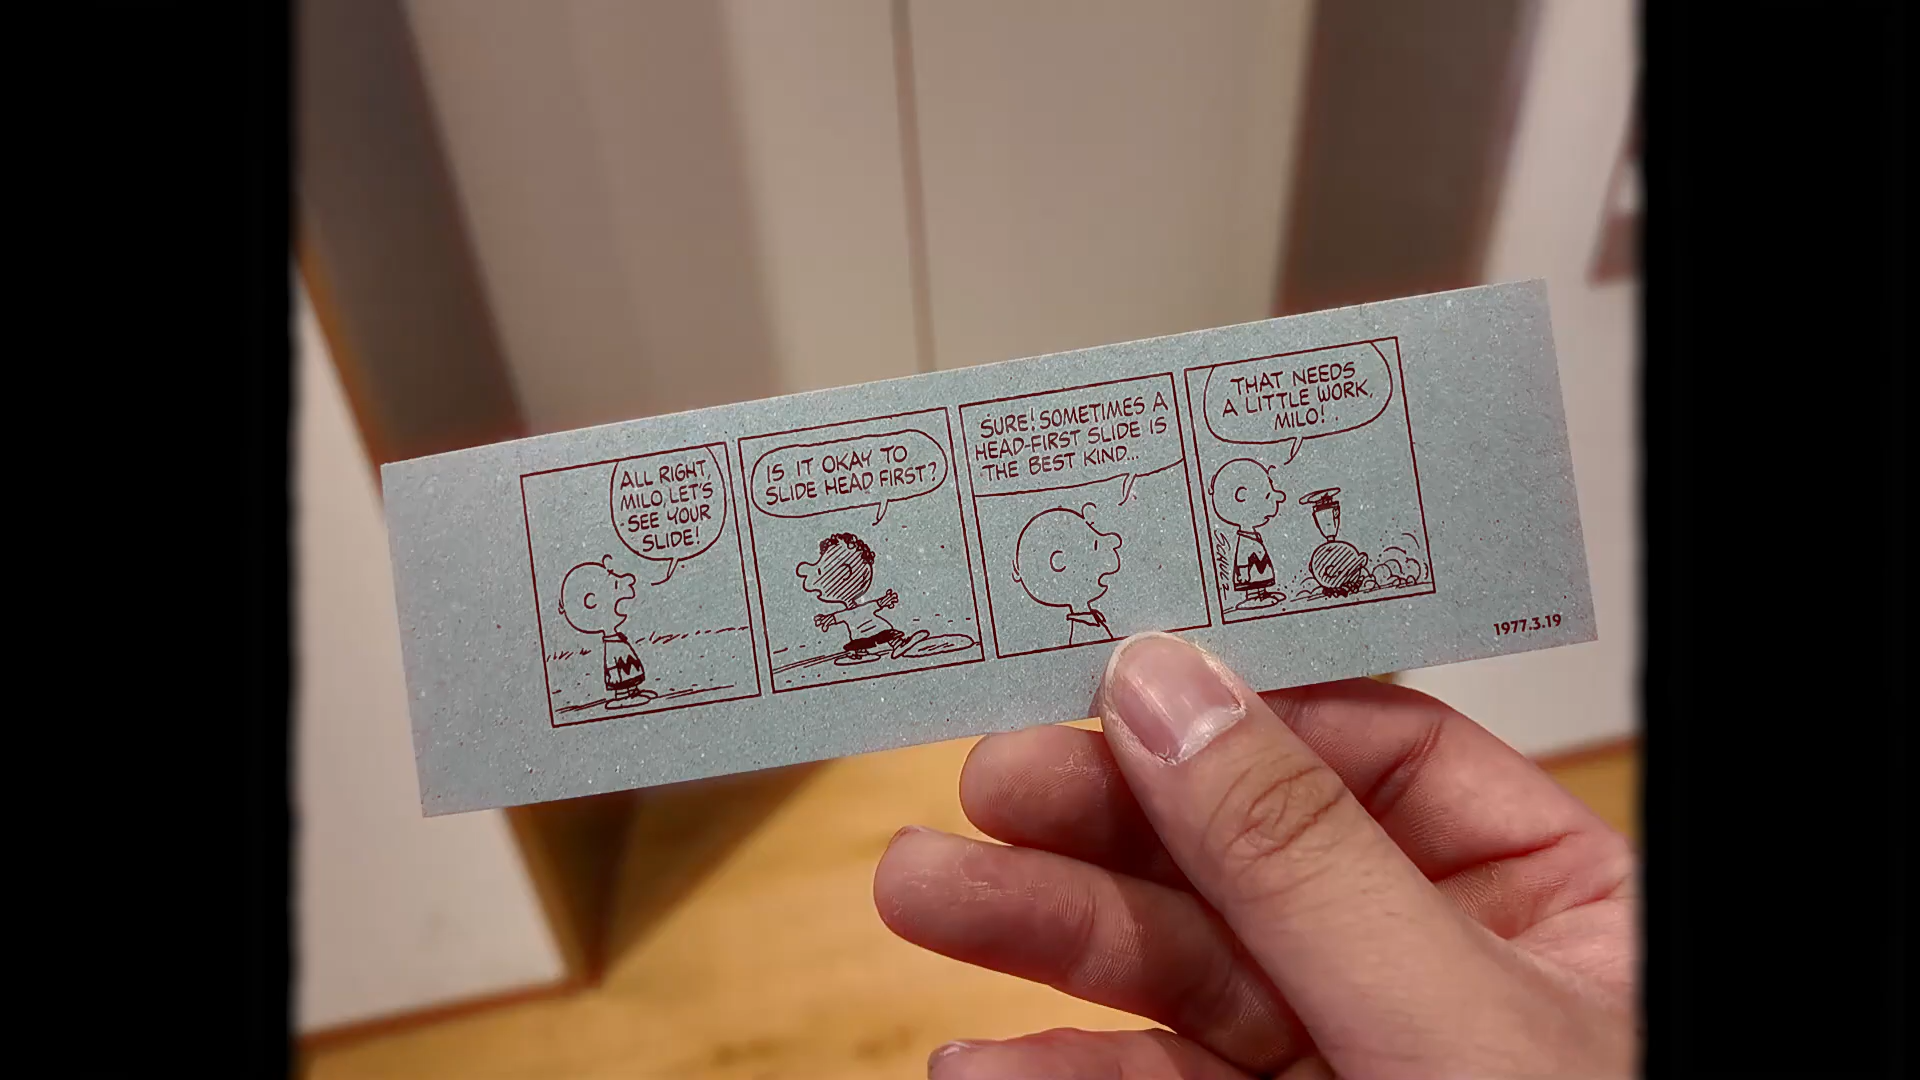 ALL RIGHT,
MILO, LET'S
SEE YOUR
SLIDE!
IS IT OKAY TO
SLIDE HEAD FIRST?
SURE! SOMETIMES A
HEAD-FIRST SLIDE IS
THE BEST KIND...
THAT NEEDS
A LITTLE WORK,
MILO!
SCHULZ
1977.3.19